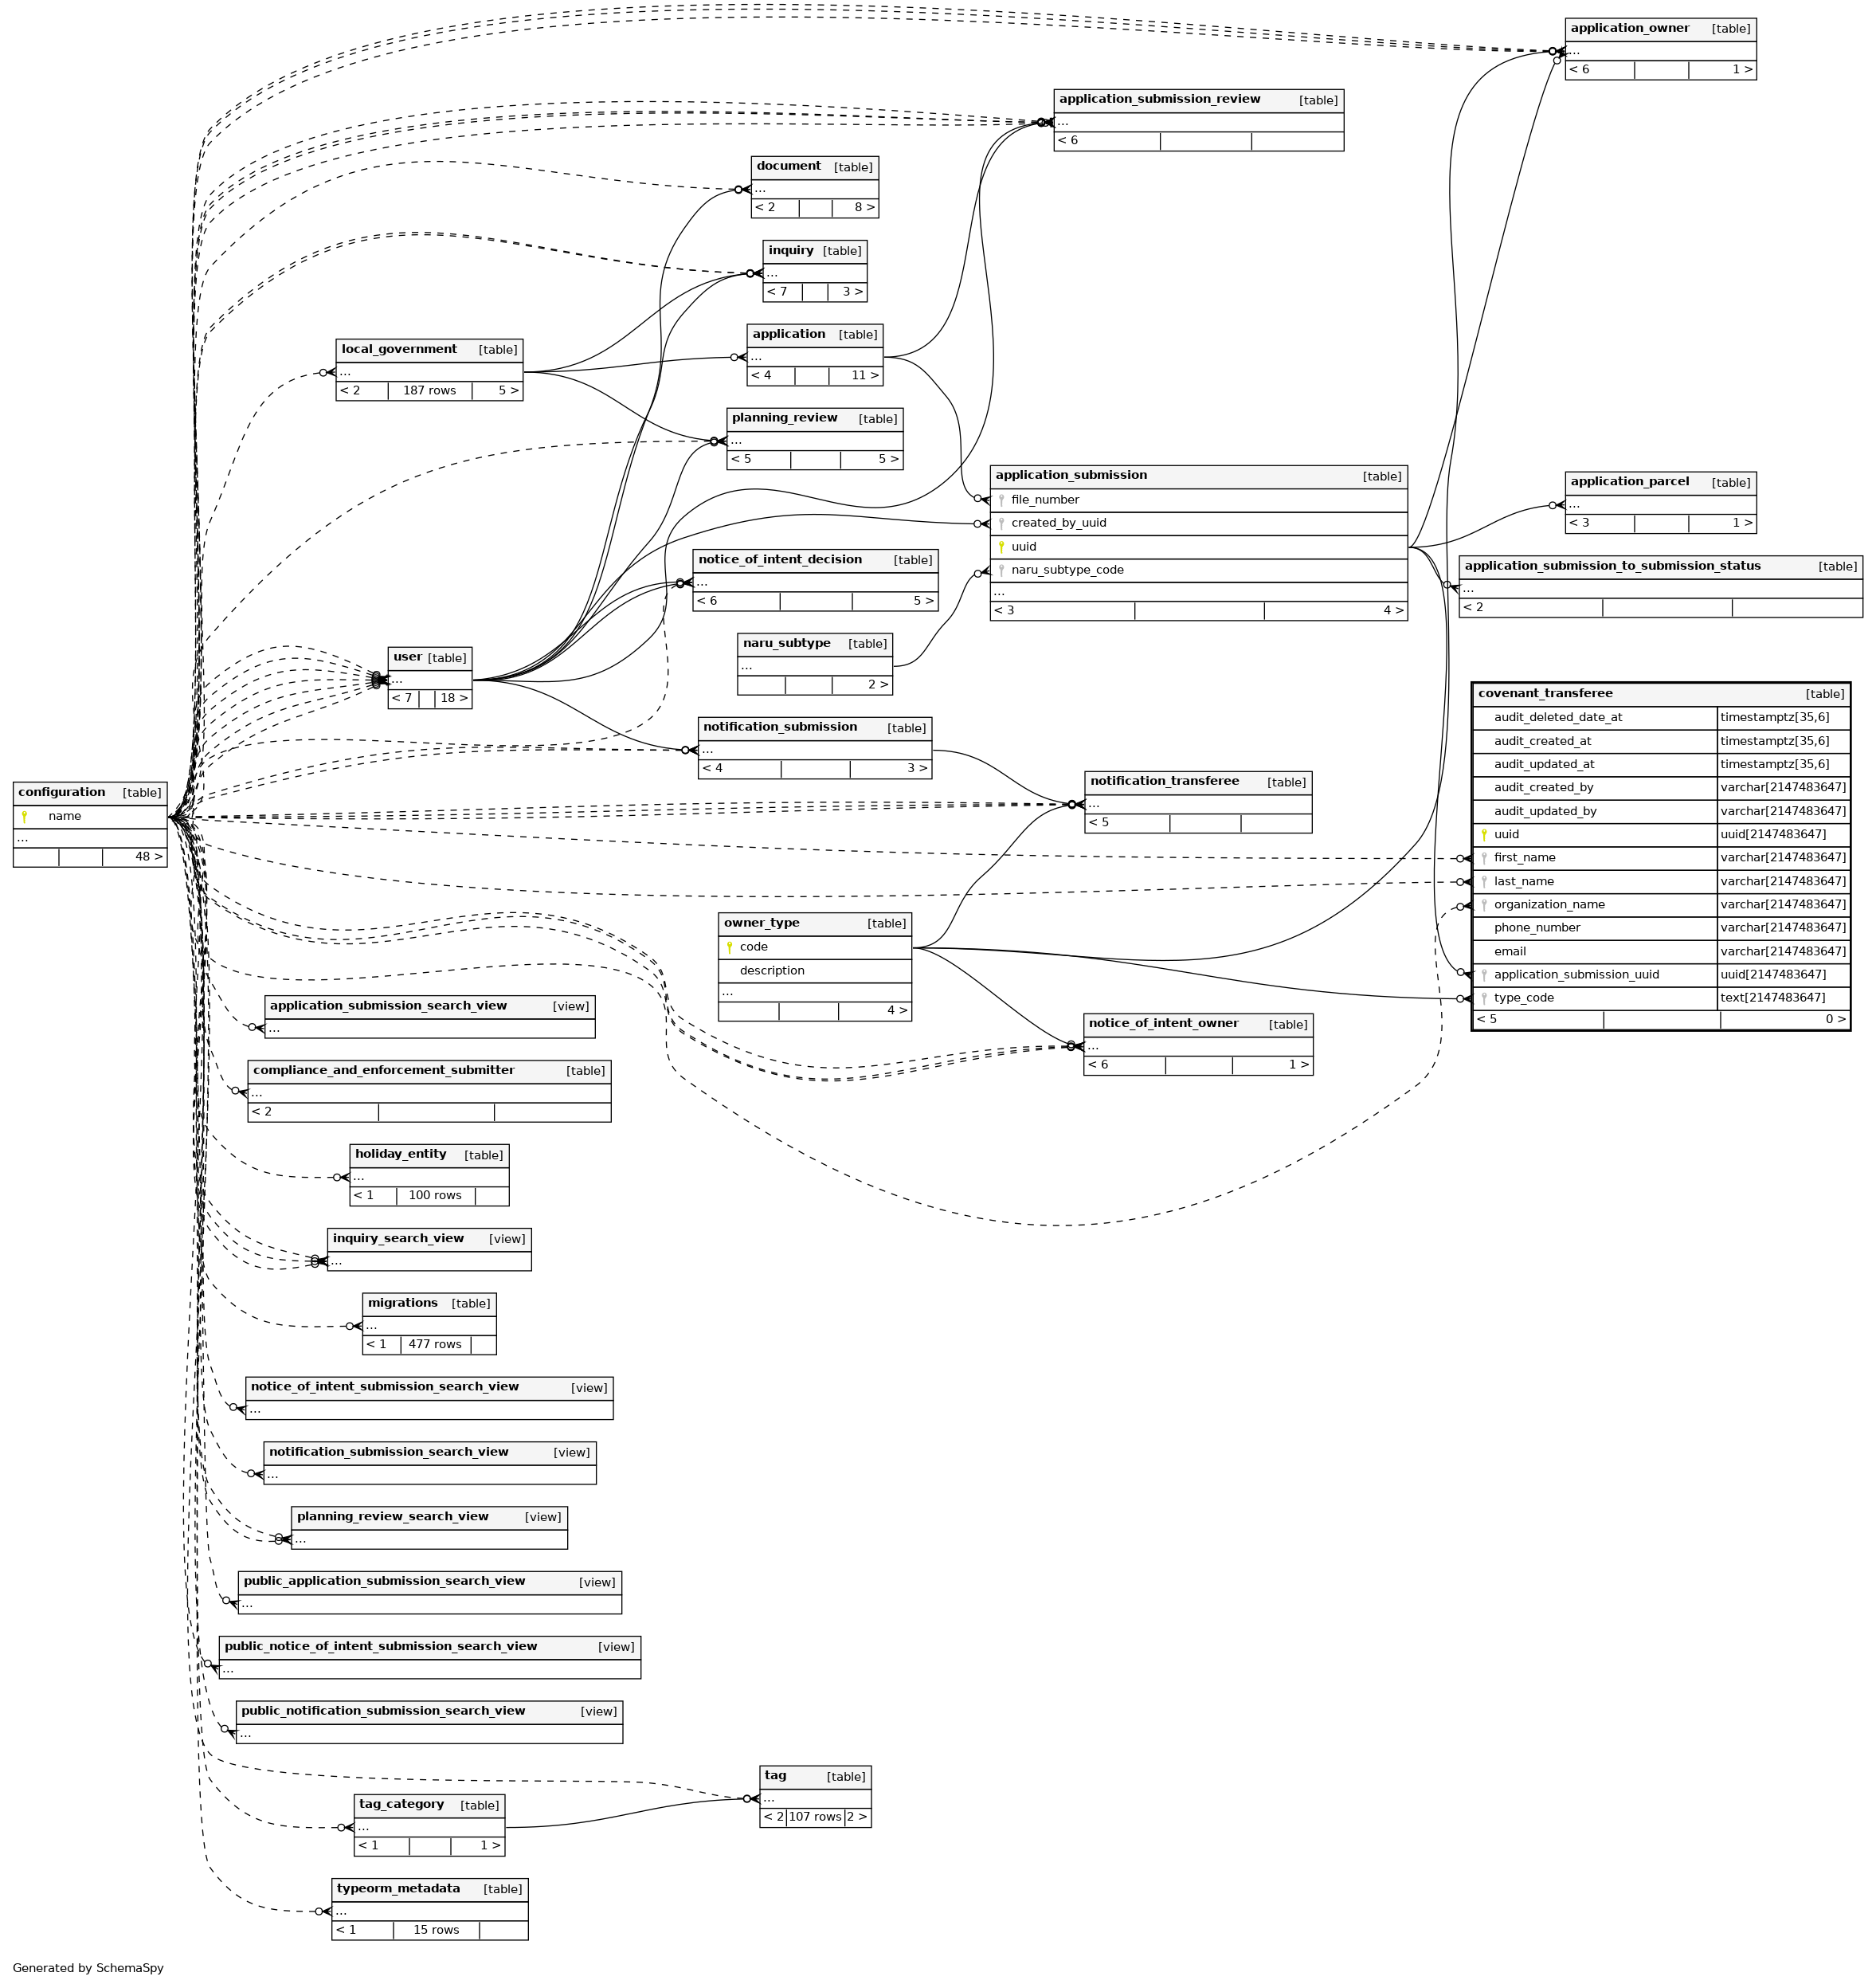 application_owner [table]
...
< 6 1 >
application_submission_review [table]
...
< 6
document [table]
...
< 2 8 >
inquiry [table]
...
< 7 3 >
application [table]
...
< 4 11 >
local_government [table]
...
< 2 187 rows 5 >
planning_review [table]
...
< 5 5 >
application_submission [table]
file_number
created_by_uuid
uuid
naru_subtype_code
...
< 3 4 >
application_parcel [table]
...
< 3 1 >
notice_of_intent_decision [table]
...
< 6 5 >
application_submission_to_submission_status [table]
...
< 2
naru_subtype [table]
...
2 >
user [table]
...
< 7 18 >
notification_submission [table]
...
< 4 3 >
covenant_transferee [table]
audit_deleted_date_at timestamptz[35,6]
audit_created_at timestamptz[35,6]
audit_updated_at timestamptz[35,6]
audit_created_by varchar[2147483647]
audit_updated_by varchar[2147483647]
uuid uuid[2147483647]
first_name varchar[2147483647]
last_name varchar[2147483647]
organization_name varchar[2147483647]
phone_number varchar[2147483647]
email varchar[2147483647]
application_submission_uuid uuid[2147483647]
type_code text[2147483647]
< 5 0 >
notification_transferee [table]
...
< 5
configuration [table]
name
...
48 >
owner_type [table]
code
description
...
4 >
application_submission_search_view [view]
...
notice_of_intent_owner [table]
...
< 6 1 >
compliance_and_enforcement_submitter [table]
...
< 2
holiday_entity [table]
...
< 1 100 rows
inquiry_search_view [view]
...
migrations [table]
...
< 1 477 rows
notice_of_intent_submission_search_view [view]
...
notification_submission_search_view [view]
...
planning_review_search_view [view]
...
public_application_submission_search_view [view]
...
public_notice_of_intent_submission_search_view [view]
...
public_notification_submission_search_view [view]
...
tag [table]
...
< 2 107 rows 2 >
tag_category [table]
...
< 1 1 >
typeorm_metadata [table]
...
< 1 15 rows
Generated by SchemaSpy